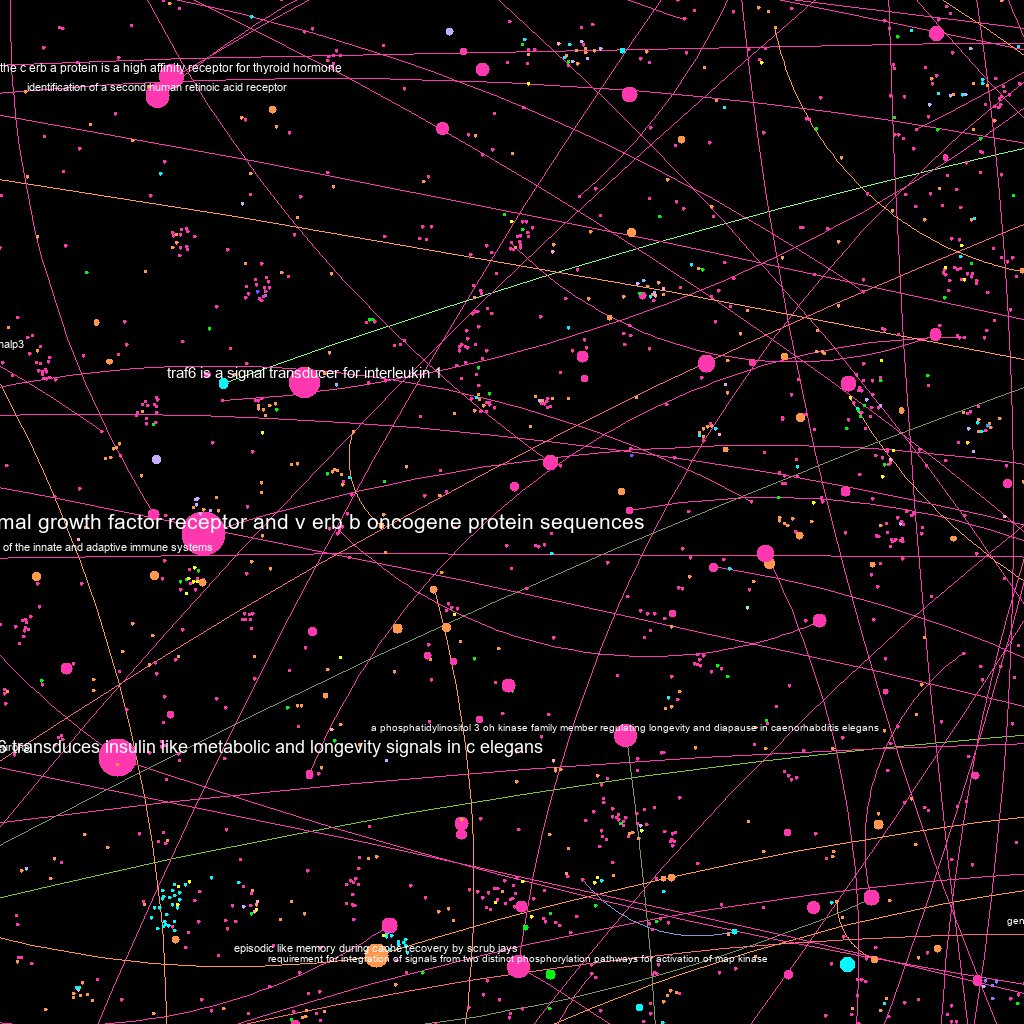 the c erb a protein is a high affinity receptor for thyroid hormone
identification of a second human retinoic acid receptor
nalp3
traf6 is a signal transducer for interleukin 1
mal growth factor receptor and v erb b oncogene protein sequences
of the innate and adaptive immune systems
a phosphatidylinositol 3 oh kinase family member regulating longevity and diapause in caenorhabditis elegans
6 transduces insulin like metabolic and longevity signals in c elegans
gen
episodic like memory during cache recovery by scrub jays
requirement for integration of signals from two distinct phosphorylation pathways for activation of map kinase